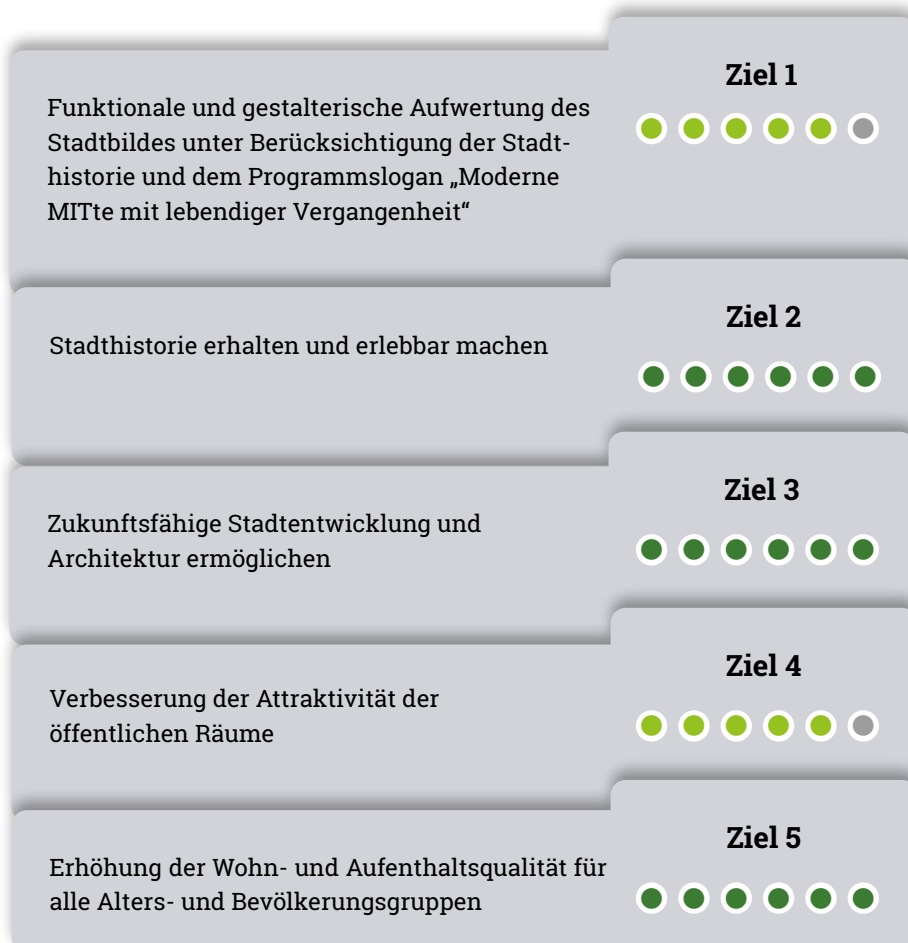 Ziel 1
Funktionale und gestalterische Aufwertung des
Stadtbildes unter Berücksichtigung der Stadt-
historie und dem Programmslogan „Moderne
MITte mit lebendiger Vergangenheit“
Ziel 2
Stadthistorie erhalten und erlebbar machen
Ziel 3
Zukunftsfähige Stadtentwicklung und
Architektur ermöglichen
Ziel 4
Verbesserung der Attraktivität der
öffentlichen Räume
Ziel 5
Erhöhung der Wohn- und Aufenthaltsqualität für
alle Alters- und Bevölkerungsgruppen